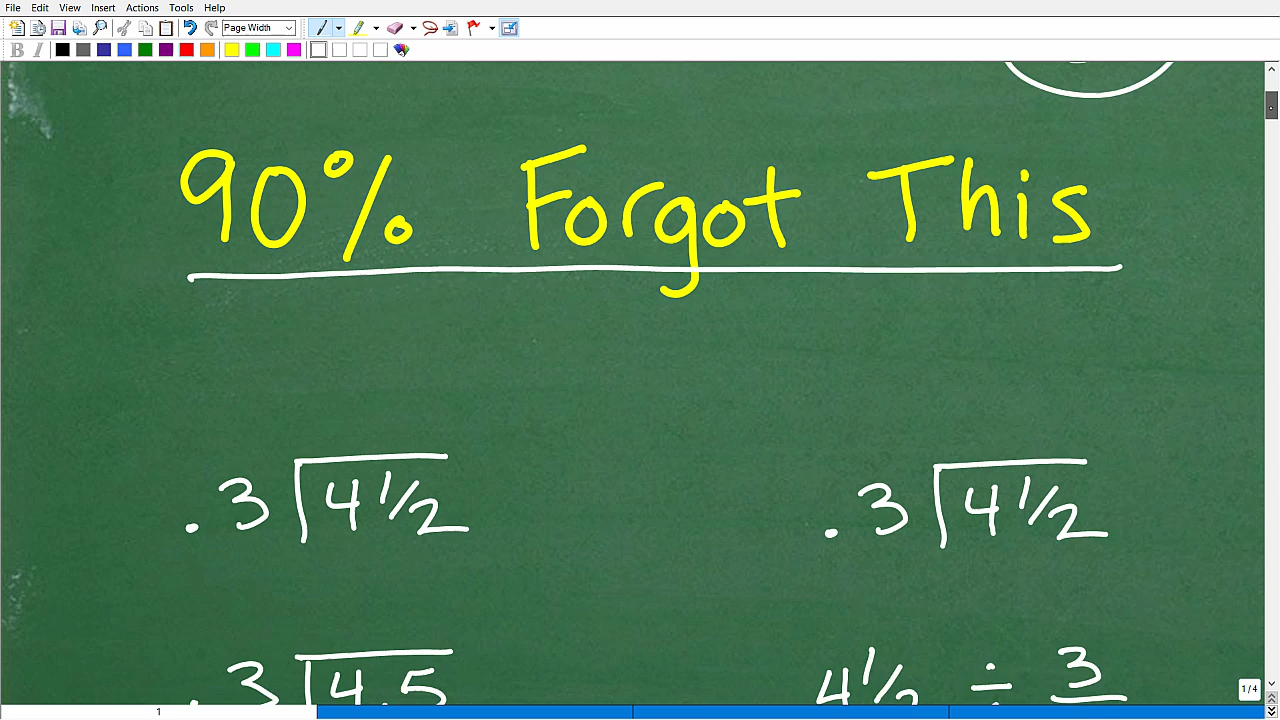 File Edit View Insert Actions Tools Help
Page Width
B I
90% Forgot This
.3 4 1/2
.3 4 1/2
.3 4.5
4 1/2 ÷ 3
1/4
1